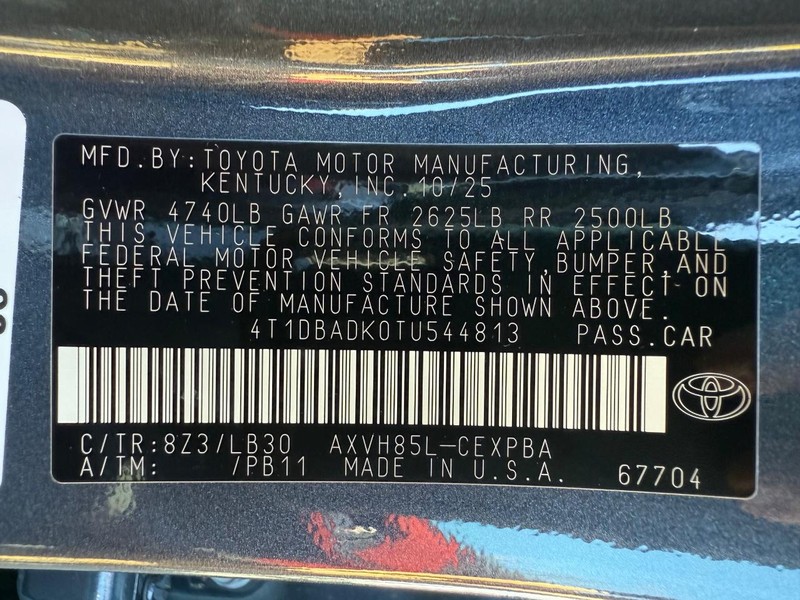 MFD.BY:TOYOTA MOTOR MANUFACTURING,
KENTUCKY,INC.10/25
GVWR 4740LB GAWR FR 2625LB RR 2500LB
THIS VEHICLE CONFORMS TO ALL APPLICABLE
FEDERAL MOTOR VEHICLE SAFETY,BUMPER,AND
THEFT PREVENTION STANDARDS IN EFFECT ON
THE DATE OF MANUFACTURE SHOWN ABOVE.
4T1DBADK0TU544813 PASS.CAR
C/TR:8Z3/LB30 AXVH85L-CEXPBA
A/TM: /PB11 MADE IN U.S.A. 67704